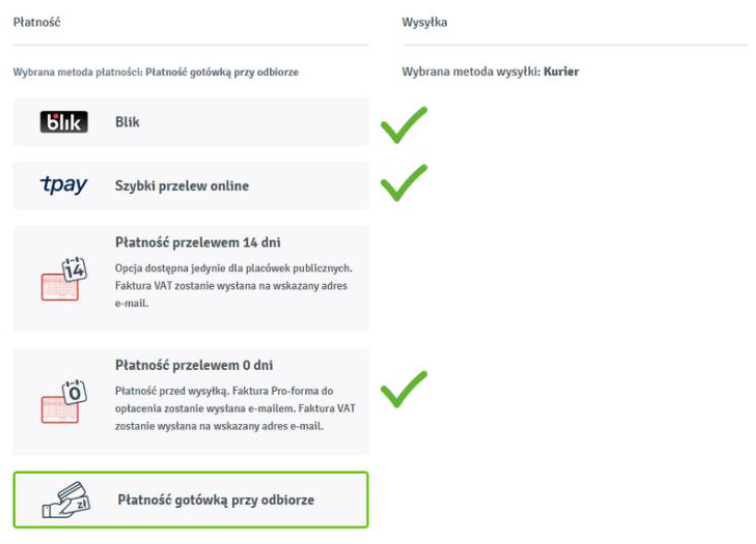 Płatność
Wysyłka
Wybrana metoda płatności: Płatność gotówką przy odbiorze
Wybrana metoda wysyłki: Kurier
blik
Blik
tpay
Szybki przelew online
14
Płatność przelewem 14 dni
Opcja dostępna jedynie dla placówek publicznych.
Faktura VAT zostanie wysłana na wskazany adres
e-mail.
0
Płatność przelewem 0 dni
Płatność przed wysyłką. Faktura Pro-forma do
opłacenia zostanie wysłana e-mailem. Faktura VAT
zostanie wysłana na wskazany adres e-mail.
zł
Płatność gotówką przy odbiorze